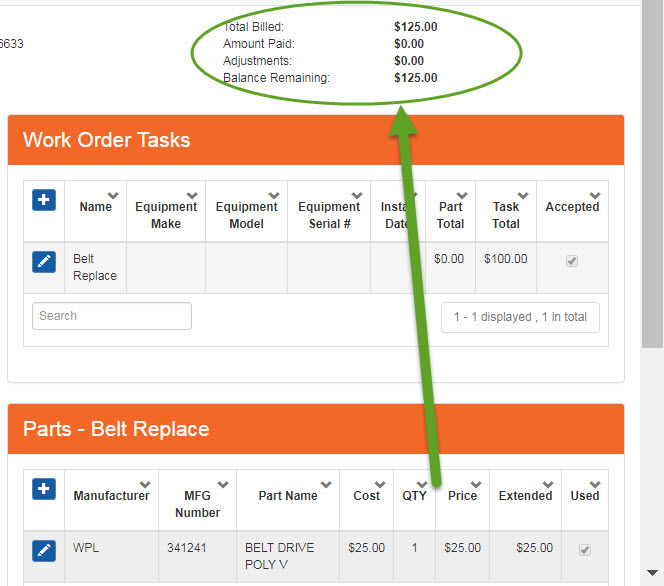 6633
Total Billed: $125.00
Amount Paid: $0.00
Adjustments: $0.00
Balance Remaining: $125.00
Work Order Tasks
Name Equipment Make Equipment Model Equipment Serial # Insta Date Part Total Task Total Accepted
Belt Replace $0.00 $100.00
Search 1 - 1 displayed , 1 in total
Parts - Belt Replace
Manufacturer MFG Number Part Name Cost QTY Price Extended Used
WPL 341241 BELT DRIVE POLY V $25.00 1 $25.00 $25.00